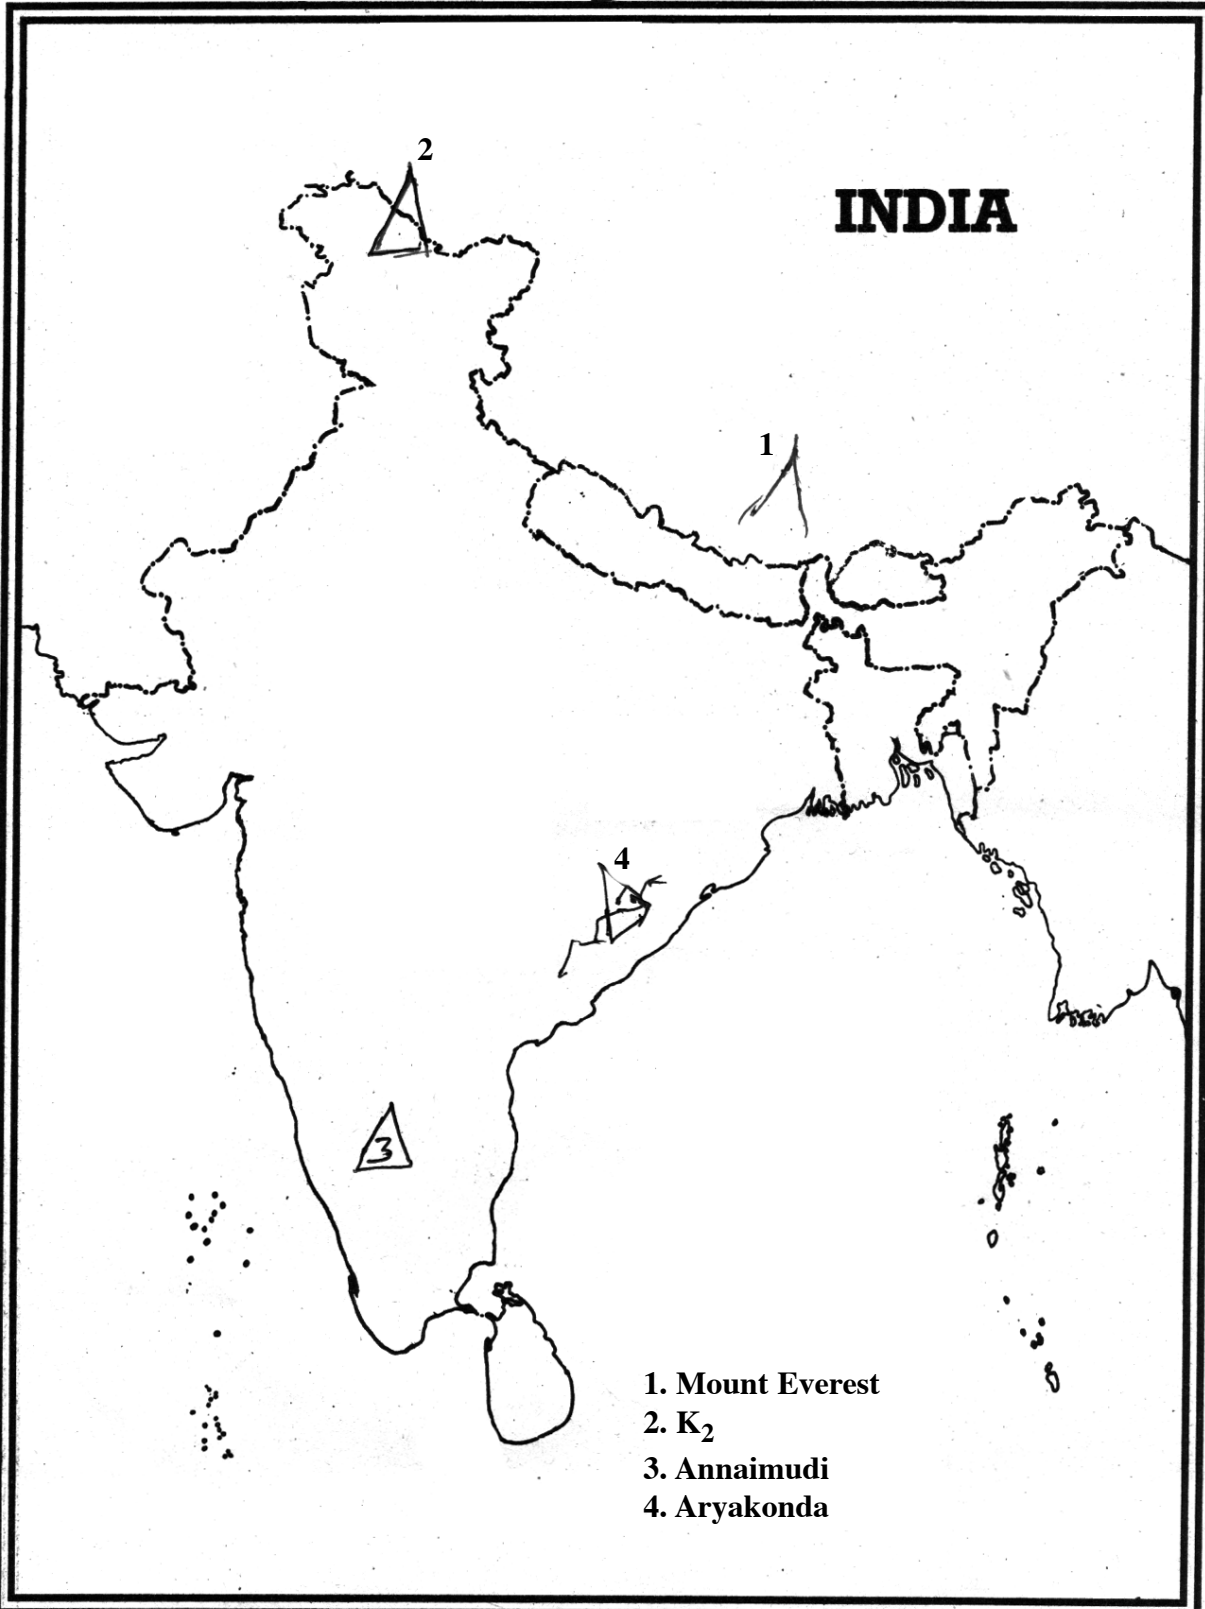 2
INDIA
1
4
3
1. Mount Everest
2. K₂
3. Annaimudi
4. Aryakonda